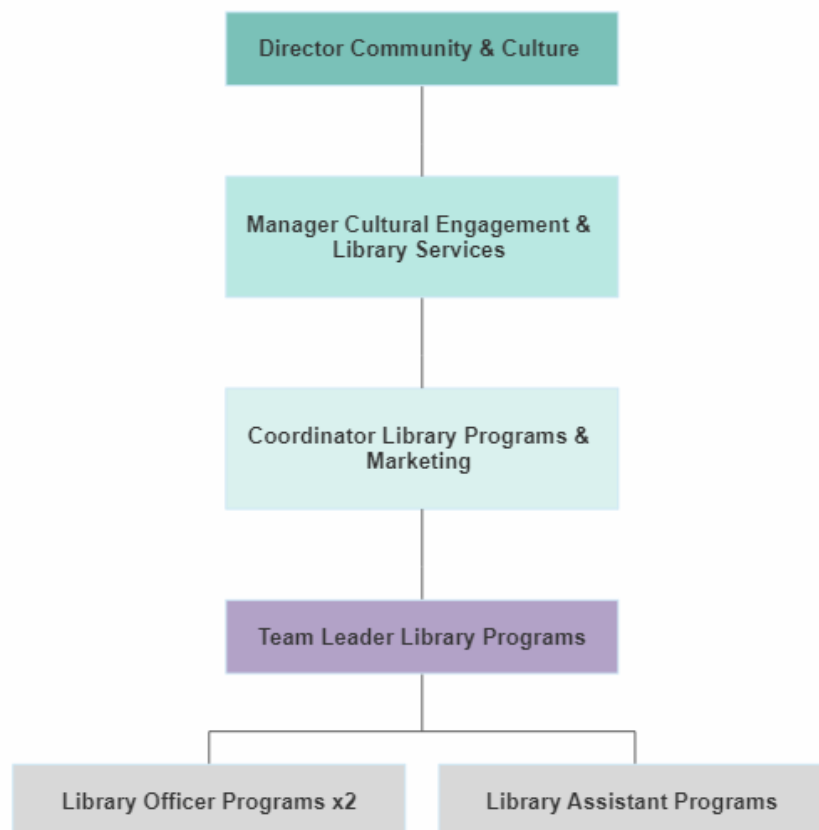 Director Community & Culture
Manager Cultural Engagement &
Library Services
Coordinator Library Programs &
Marketing
Team Leader Library Programs
Library Officer Programs x2
Library Assistant Programs